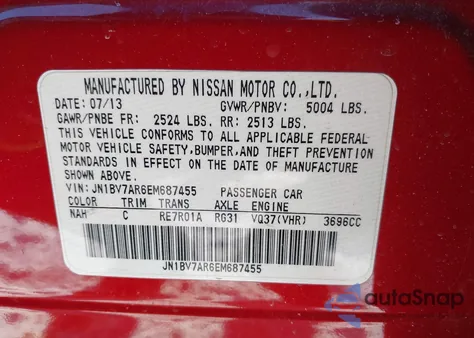 MANUFACTURED BY NISSAN MOTOR CO.,LTD.
DATE: 07/13 GVWR/PNBV: 5004 LBS.
GAWR/PNBE FR: 2524 LBS. RR: 2513 LBS.
THIS VEHICLE CONFORMS TO ALL APPLICABLE FEDERAL
MOTOR VEHICLE SAFETY,BUMPER,AND THEFT PREVENTION
STANDARDS IN EFFECT ON THE DATE OF MANUFACTURE
SHOWN ABOVE.
VIN: JN1BV7AR6EM687455 PASSENGER CAR
COLOR TRIM TRANS AXLE ENGINE
NAH C RE7R01A RG31 VQ37(VHR) 3696CC
JN1BV7AR6EM687455
autoSnap